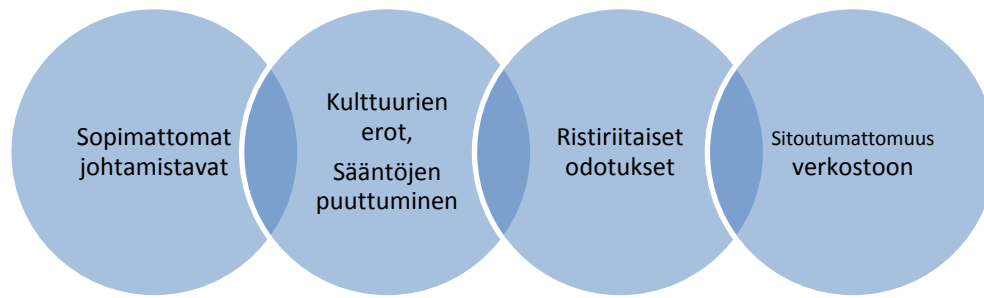 Sopimattomat
johtamistavat
Kulttuurien
erot,
Sääntöjen
puuttuminen
Ristiriitaiset
odotukset
Sitoutumattomuus
verkostoon